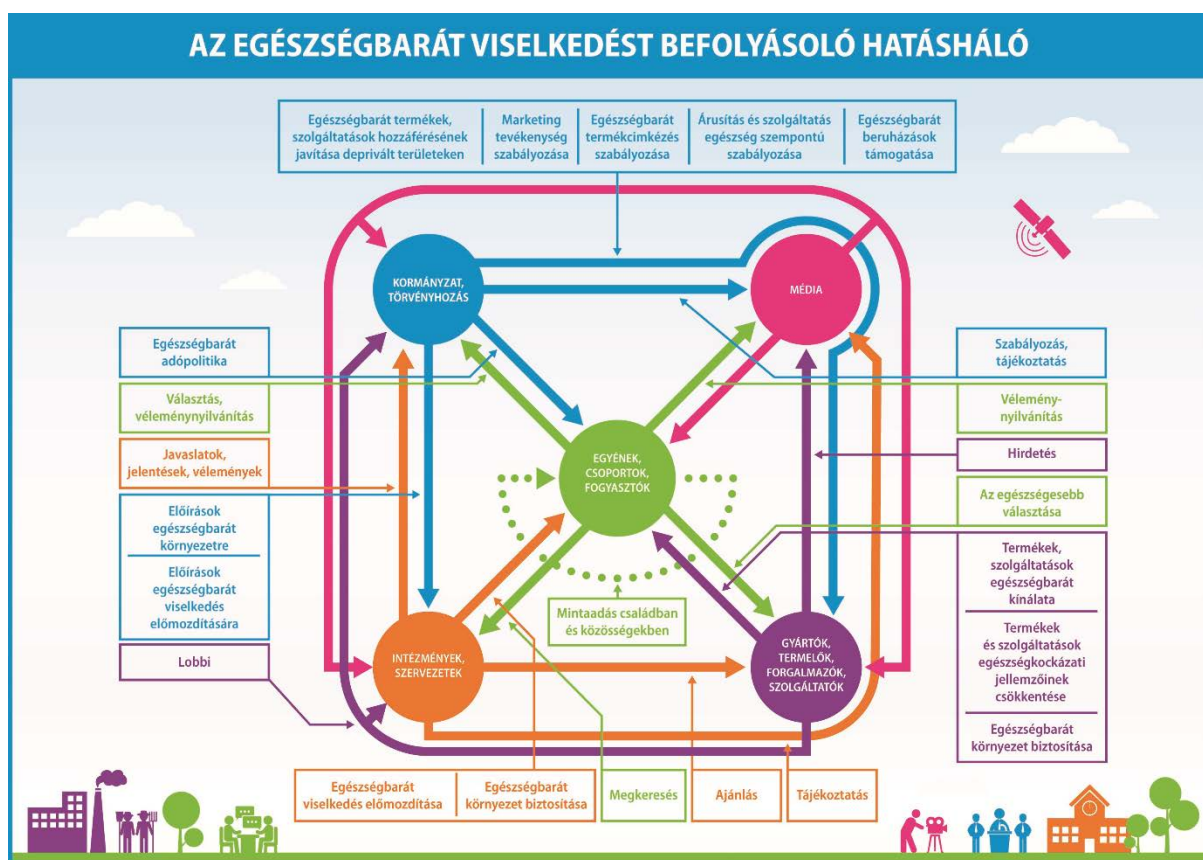 AZ EGÉSZSÉGBARÁT VISELKEDÉST BEFOLYÁSOLÓ HATÁSHÁLÓ
Egészségbarát termékek,
szolgáltatások hozzáférésének
javítása deprivált területeken
Marketing
tevékenység
szabályozása
Egészségbarát
termékcimkézés
szabályozása
Árusítás és szolgáltatás
egészség szempontú
szabályozása
Egészségbarát
beruházások
támogatása
KORMÁNYZAT,
TÖRVÉNYHOZÁS
MÉDIA
Egészségbarát
adópolitika
Választás,
véleménynyilvánítás
Javaslatok,
jelentések, vélemények
Előírások
egészségbarát
környezetre
Előírások
egészségbarát
viselkedés
előmozdítására
Lobbi
EGYÉNEK,
CSOPORTOK,
FOGYASZTÓK
Mintaadás családban
és közösségekben
Szabályozás,
tájékoztatás
Vélemény-
nyilvánítás
Hirdetés
Az egészségesebb
választása
Termékek,
szolgáltatások
egészségbarát
kínálata
Termékek
és szolgáltatások
egészségkockázati
jellemzőinek
csökkentése
Egészségbarát
környezet biztosítása
INTÉZMÉNYEK,
SZERVEZETEK
GYÁRTÓK,
TERMELŐK,
FORGALMAZÓK,
SZOLGÁLTATÓK
Egészségbarát
viselkedés előmozdítása
Egészségbarát
környezet biztosítása
Megkeresés
Ajánlás
Tájékoztatás